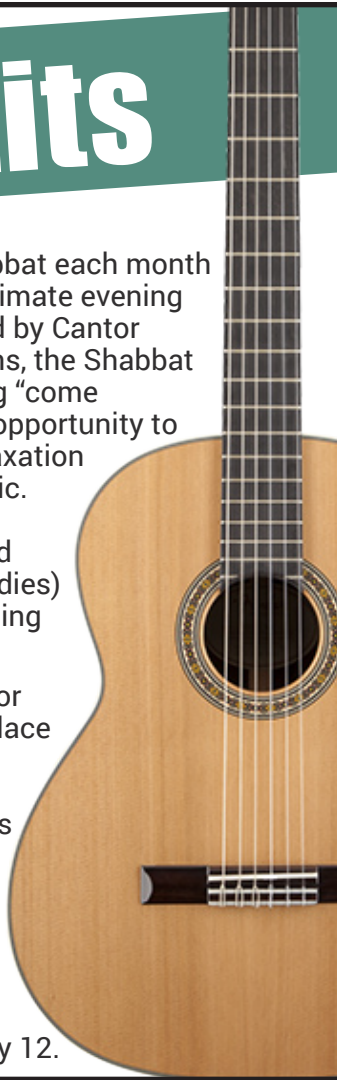 its
bat each month
timate evening
d by Cantor
ns, the Shabbat
g “come
opportunity to
axation
ic.
d
dies)
ing
or
lace
s
y 12.